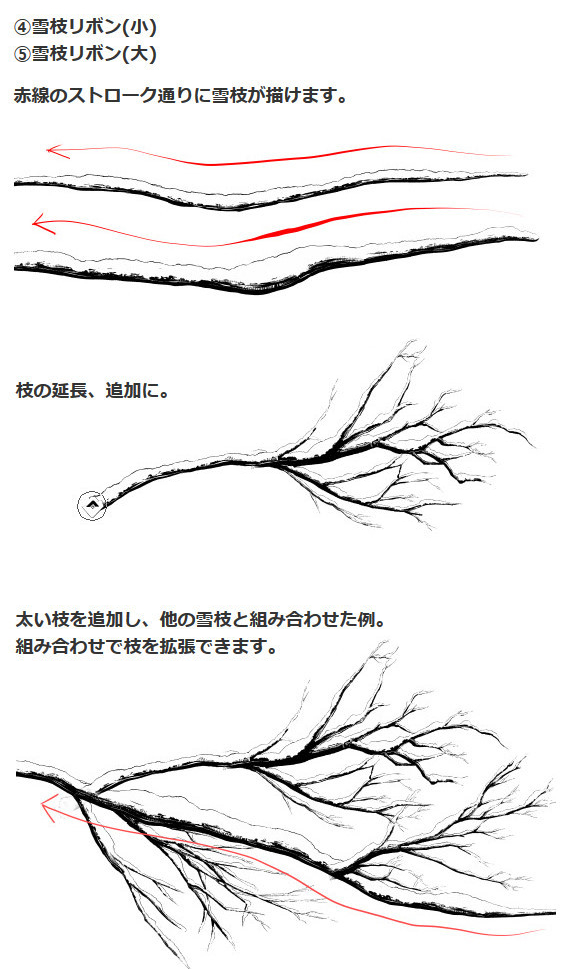 ④雪枝リボン(小)
⑤雪枝リボン(大)
赤線のストローク通りに雪枝が描けます。
枝の延長、追加に。
太い枝を追加し、他の雪枝と組み合わせた例。
組み合わせで枝を拡張できます。